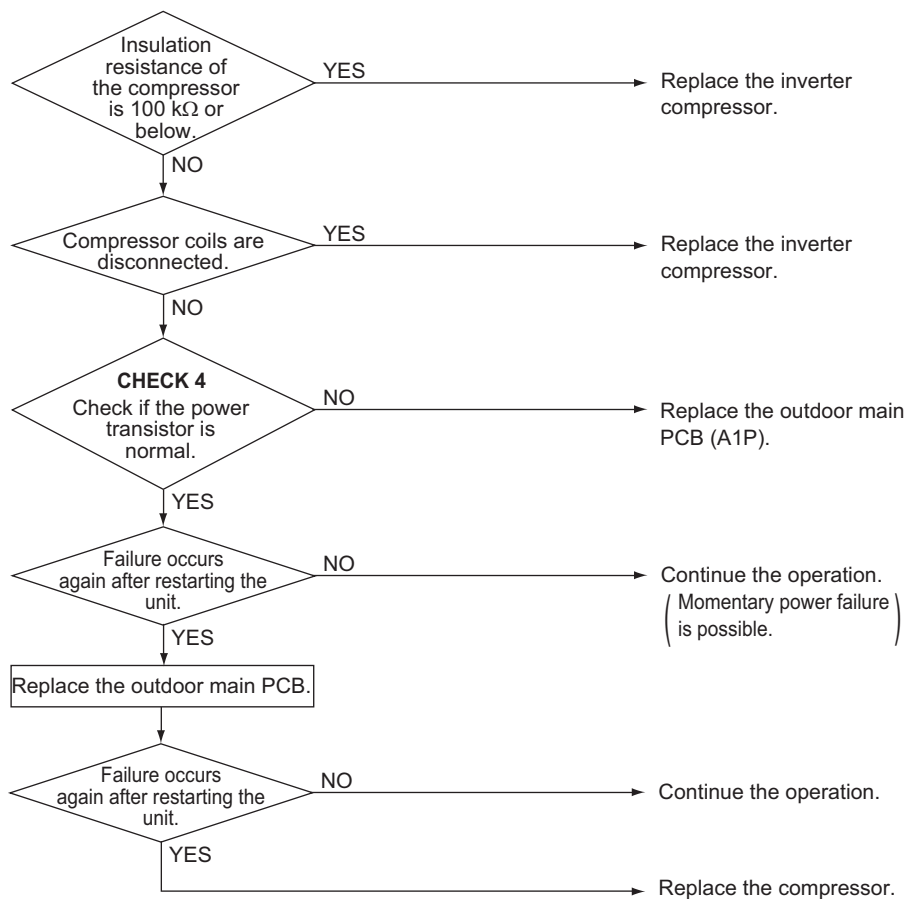 Insulation
resistance of
the compressor
is 100 kΩ or
below.
YES
Replace the inverter
compressor.
NO
Compressor coils are
disconnected.
YES
Replace the inverter
compressor.
NO
CHECK 4
Check if the power
transistor is
normal.
NO
Replace the outdoor main
PCB (A1P).
YES
Failure occurs
again after restarting the
unit.
NO
Continue the operation.
( Momentary power failure
is possible. )
YES
Replace the outdoor main PCB.
Failure occurs
again after restarting the
unit.
NO
Continue the operation.
YES
Replace the compressor.